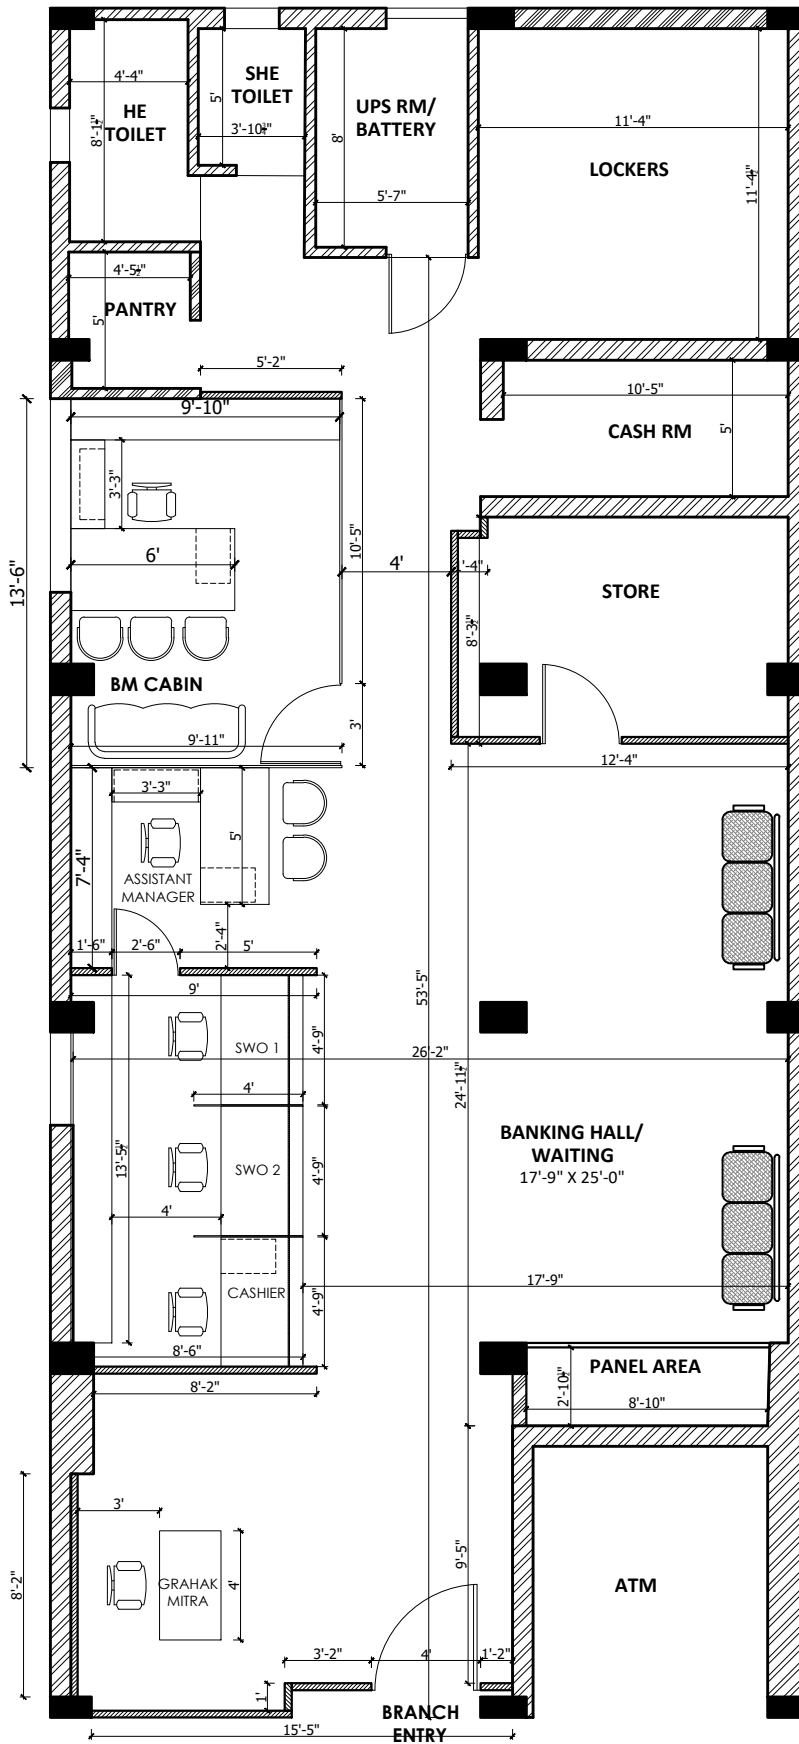 4'-4"
HE
TOILET
8'-1½"
SHE
TOILET
5'
3'-10¾"
UPS RM/
BATTERY
8'
5'-7"
11'-4"
LOCKERS
11'-4½"
4'-5½"
PANTRY
5'
5'-2"
10'-5"
CASH RM
5'
9'-10"
3'-3"
6'
13'-6"
10'-5"
4'
'-4"
STORE
8'-3½"
BM CABIN
9'-11"
3'
12'-4"
3'-3"
5'
7'-4"
ASSISTANT
MANAGER
2'-4"
1'-6"
2'-6"
5'
9'
53'-5"
SWO 1
4'-9"
26'-2"
24'-11½"
4'
BANKING HALL/
WAITING
17'-9" X 25'-0"
13'-5½"
SWO 2
4'-9"
4'
17'-9"
CASHIER
4'-9"
8'-6"
8'-2"
PANEL AREA
2'-10½"
8'-10"
3'
GRAHAK
MITRA
4'
8'-2"
9'-5"
ATM
3'-2"
4'
1'-2"
1'
BRANCH
ENTRY
15'-5"